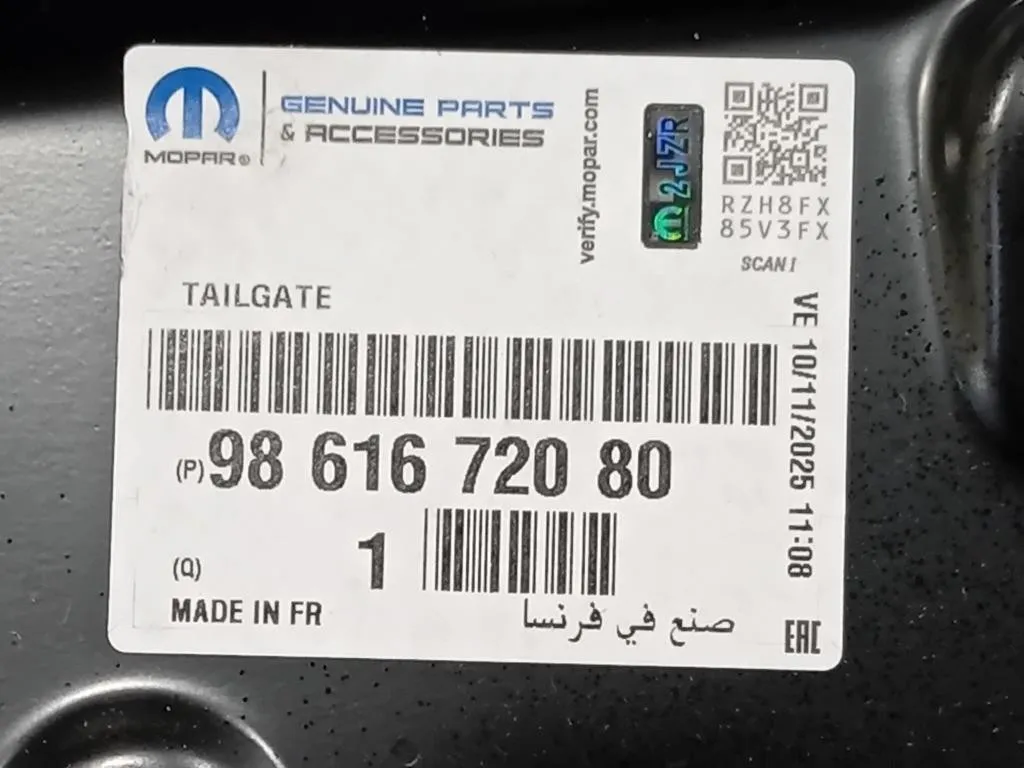 MOPAR®
GENUINE PARTS
& ACCESSORIES
verify.mopar.com
2JZR
RZH8FX
85V3FX
SCAN!
TAILGATE
VE 10/11/2025 11:08
(P) 98 616 720 80
(Q) 1
MADE IN FR
صنع في فرنسا
EAC